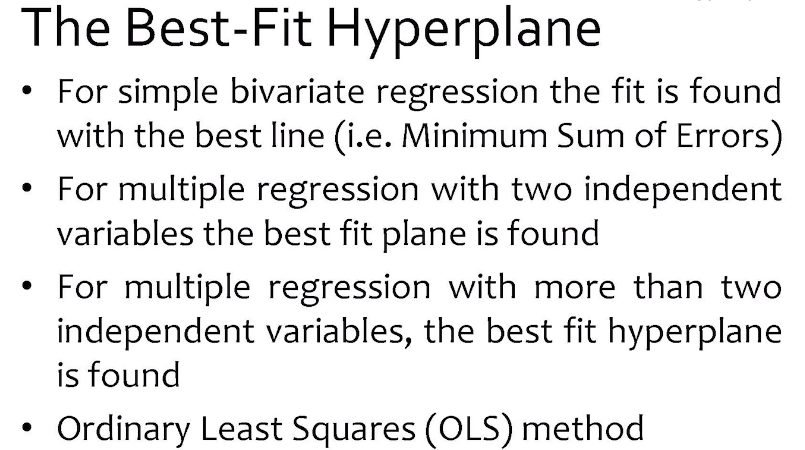 The Best-Fit Hyperplane
• For simple bivariate regression the fit is found
with the best line (i.e. Minimum Sum of Errors)
• For multiple regression with two independent
variables the best fit plane is found
• For multiple regression with more than two
independent variables, the best fit hyperplane
is found
• Ordinary Least Squares (OLS) method